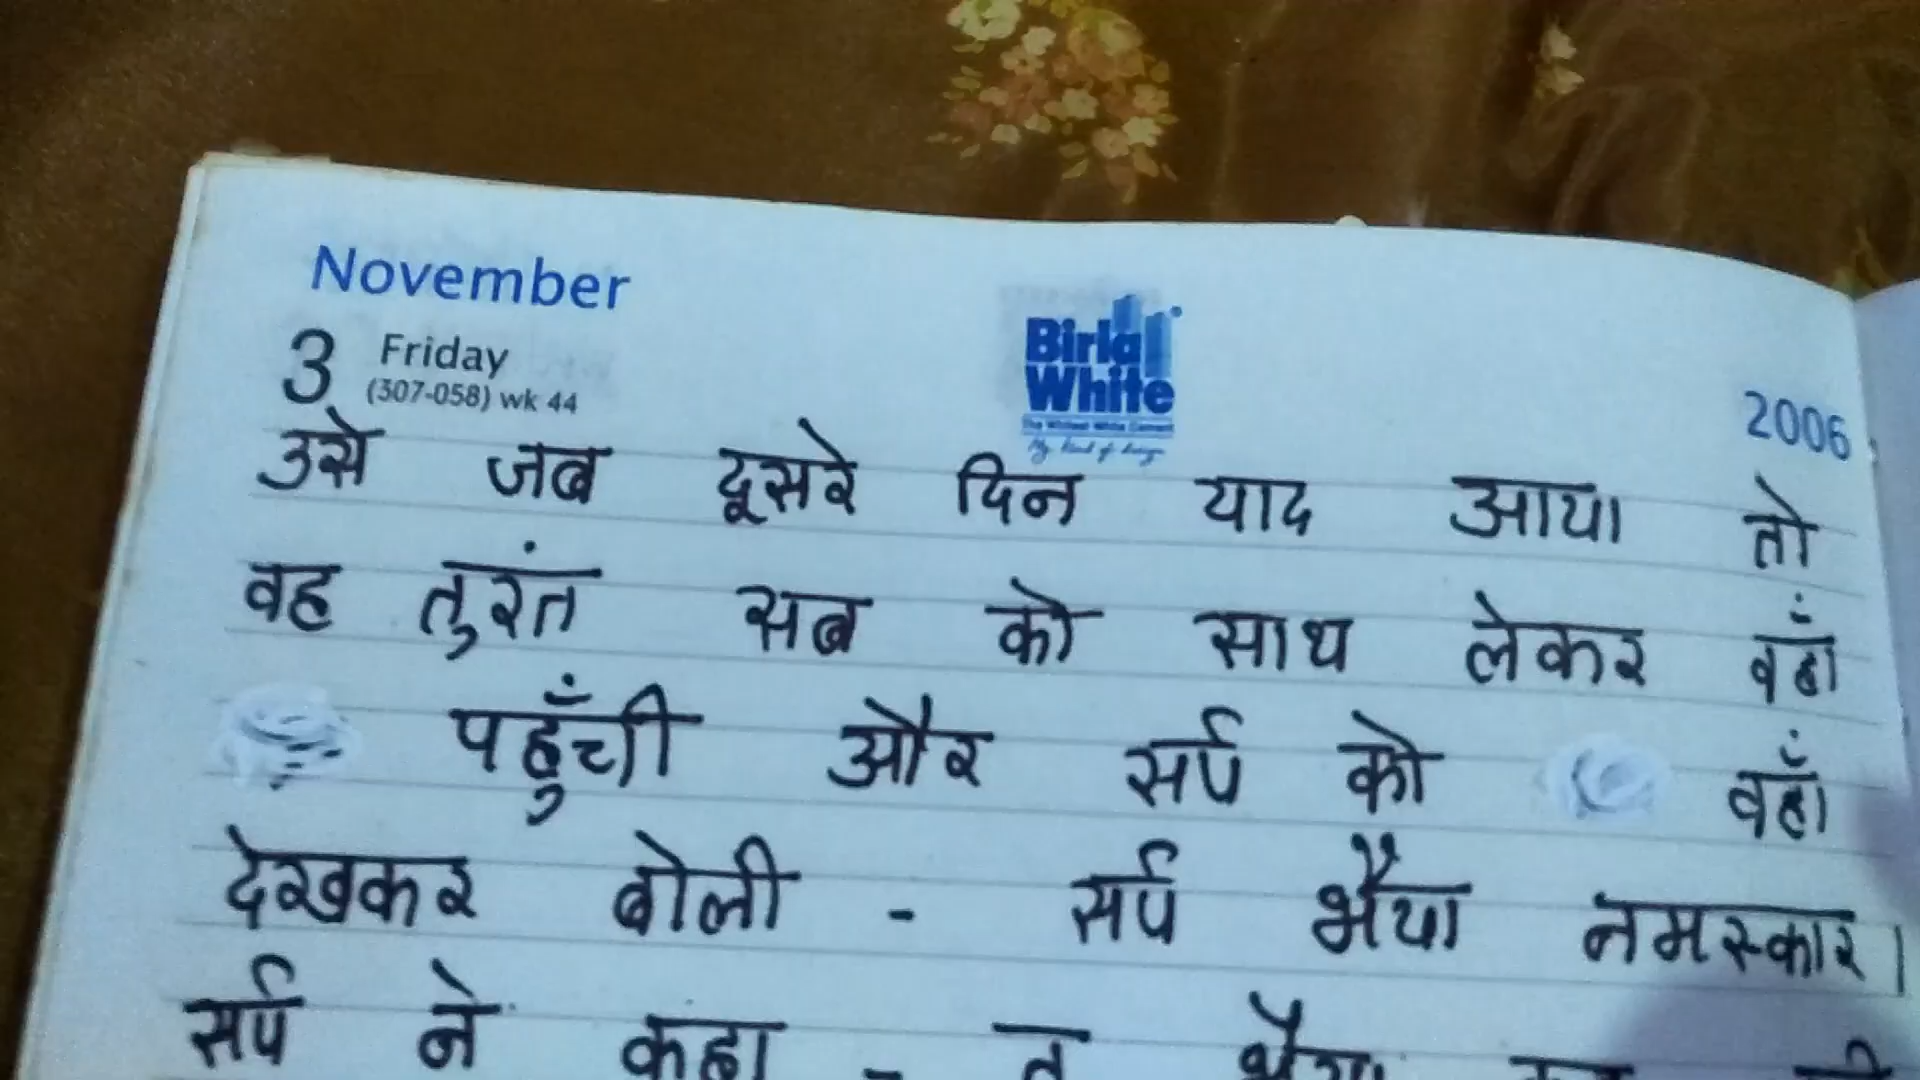 November
3 Friday
(307-058) wk 44
Birla
White
2006
उसे जब दूसरे दिन याद आया तो
वह तुरंत सब को साथ लेकर वहाँ
पहुँची और सर्प को वहाँ
देखकर बोली - सर्प भैया नमस्कार।
सर्प ने कहा -